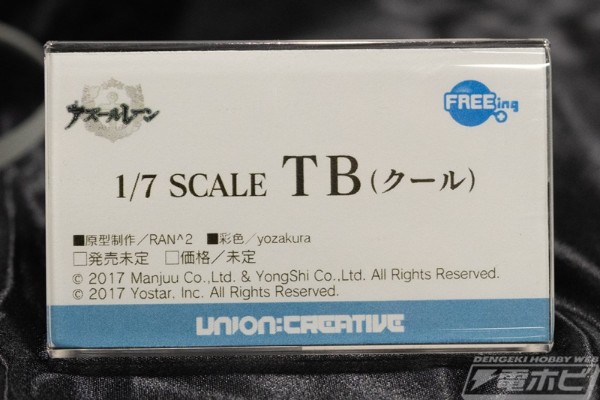 アズールレーン
FREEing
1/7 SCALE TB(クール)
■原型制作/RAN^2 ■彩色/yozakura
□発売未定 □価格/未定
© 2017 Manjuu Co.,Ltd. & YongShi Co.,Ltd. All Rights Reserved.
© 2017 Yostar. Inc. All Rights Reserved.
UNION:CREATIVE
DENGEKI HOBBY WEB
電ホビ